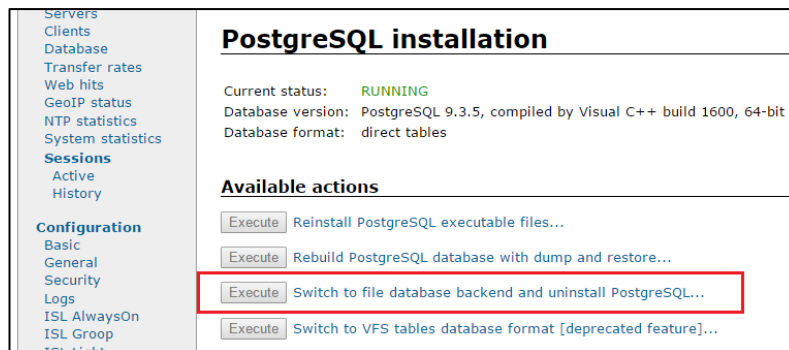 Servers
Clients
Database
Transfer rates
Web hits
GeoIP status
NTP statistics
System statistics
Sessions
Active
History
Configuration
Basic
General
Security
Logs
ISL AlwaysOn
ISL Groop
PostgreSQL installation
Current status: RUNNING
Database version: PostgreSQL 9.3.5, compiled by Visual C++ build 1600, 64-bit
Database format: direct tables
Available actions
Execute Reinstall PostgreSQL executable files...
Execute Rebuild PostgreSQL database with dump and restore...
Execute Switch to file database backend and uninstall PostgreSQL...
Execute Switch to VFS tables database format [deprecated feature]...